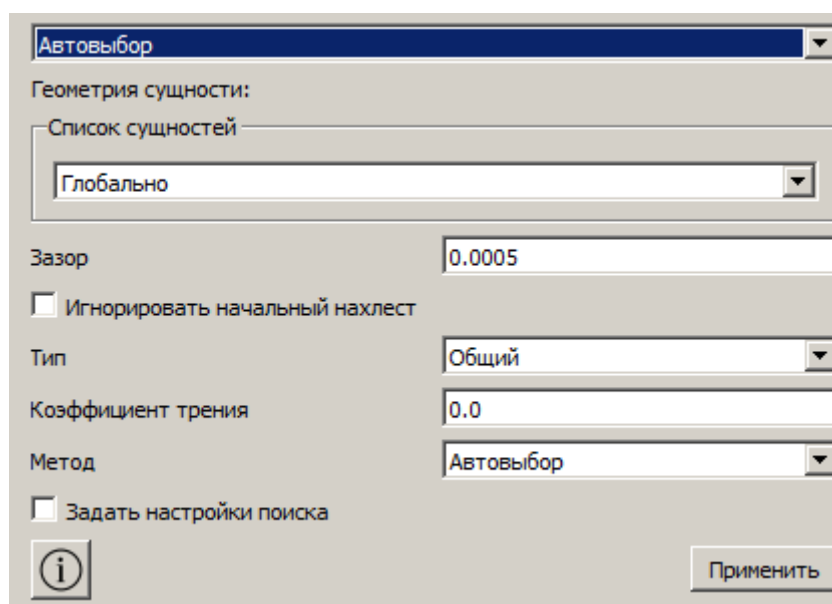 Автовыбор
Геометрия сущности:
Список сущностей
Глобально
Зазор 0.0005
Игнорировать начальный нахлест
Тип Общий
Коэффициент трения 0.0
Метод Автовыбор
Задать настройки поиска
i Применить